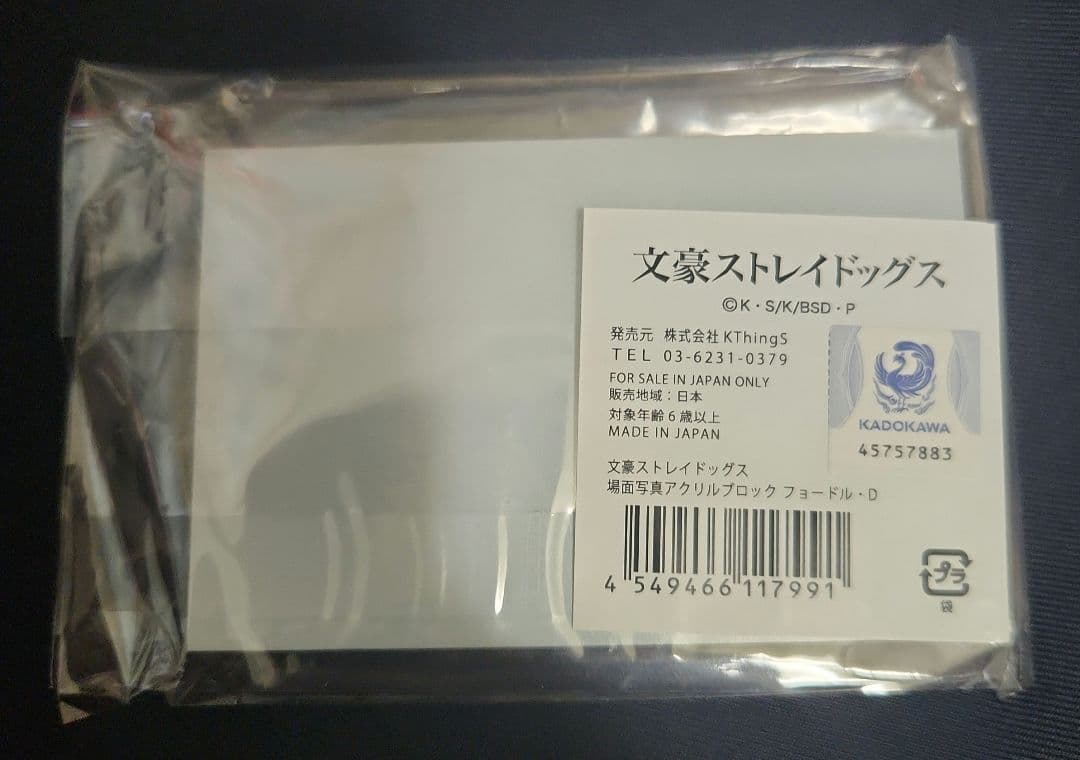 文豪ストレイドッグス
©K・S/K/BSD・P
発売元 株式会社KThingS
TEL 03-6231-0379
FOR SALE IN JAPAN ONLY
販売地域：日本
対象年齢6歳以上
MADE IN JAPAN
KADOKAWA
45757883
文豪ストレイドッグス
場面写真アクリルブロック フョードル・D
4 549466 117991
プラ
袋